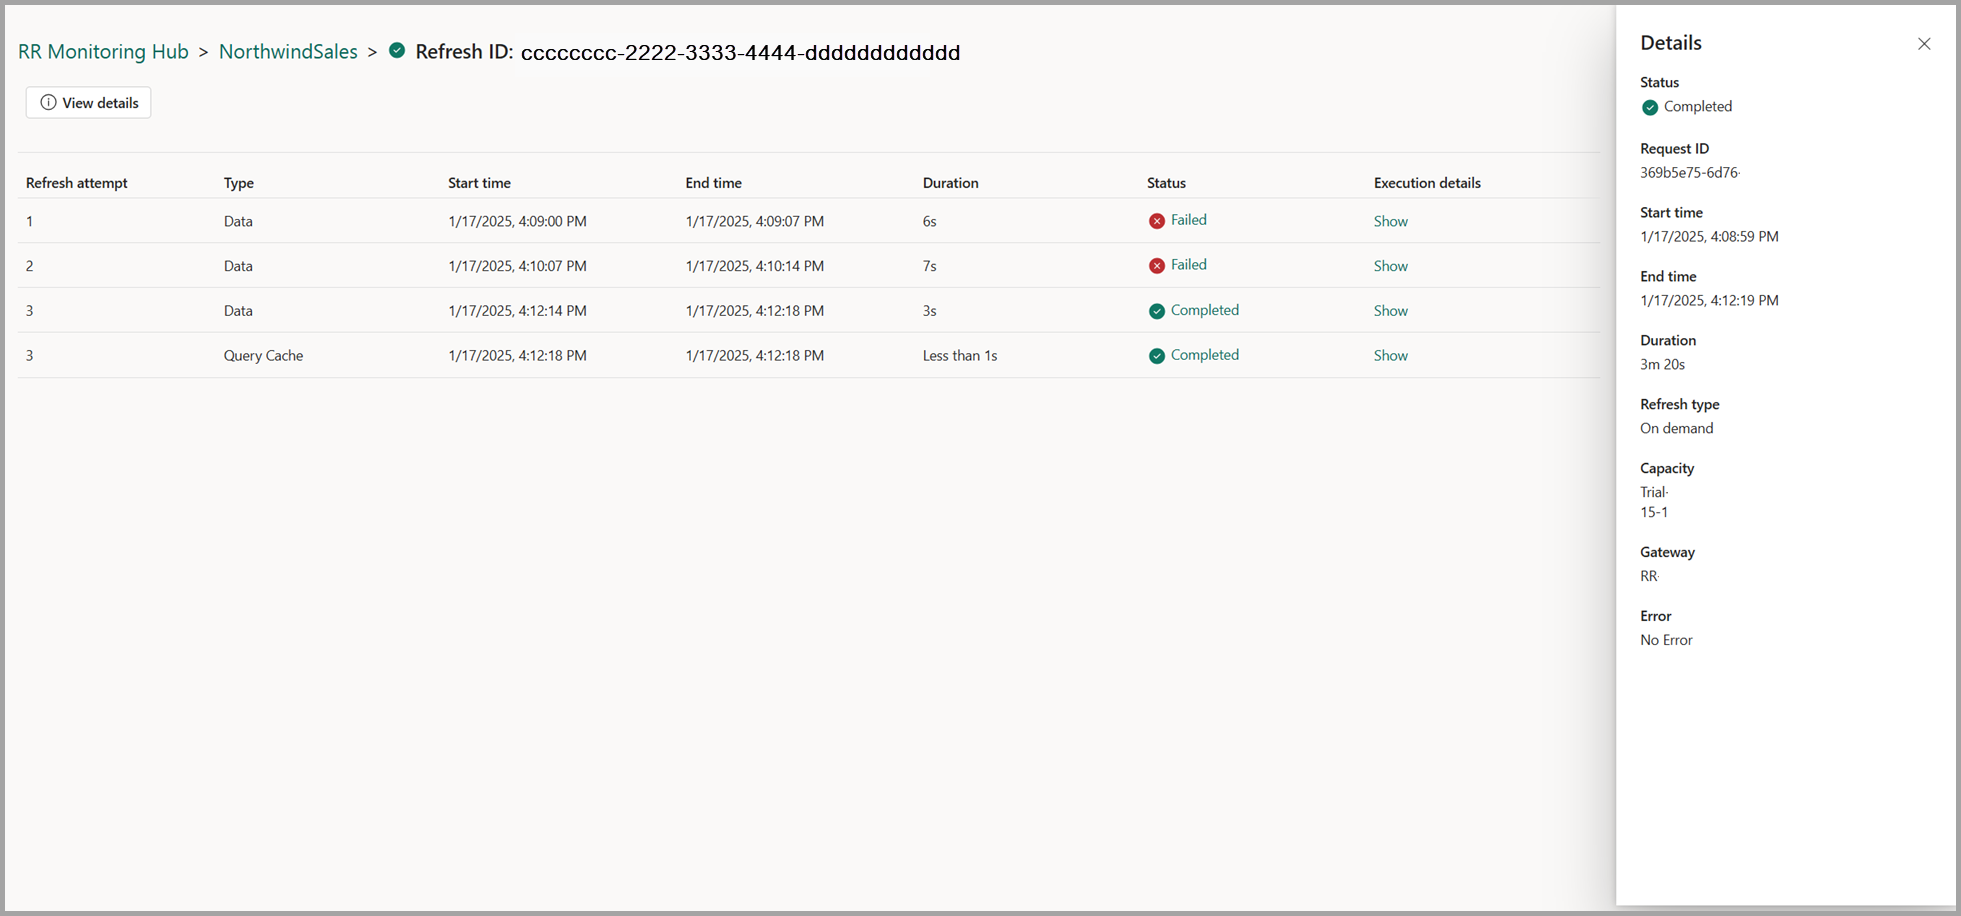 RR Monitoring Hub > NorthwindSales > Refresh ID: cccccccc-2222-3333-4444-dddddddddddd
View details
Refresh attempt Type Start time End time Duration Status Execution details
1 Data 1/17/2025, 4:09:00 PM 1/17/2025, 4:09:07 PM 6s Failed Show
2 Data 1/17/2025, 4:10:07 PM 1/17/2025, 4:10:14 PM 7s Failed Show
3 Data 1/17/2025, 4:12:14 PM 1/17/2025, 4:12:18 PM 3s Completed Show
3 Query Cache 1/17/2025, 4:12:18 PM 1/17/2025, 4:12:18 PM Less than 1s Completed Show
Details
Status
Completed
Request ID
369b5e75-6d76-
Start time
1/17/2025, 4:08:59 PM
End time
1/17/2025, 4:12:19 PM
Duration
3m 20s
Refresh type
On demand
Capacity
Trial-
15-1
Gateway
RR
Error
No Error